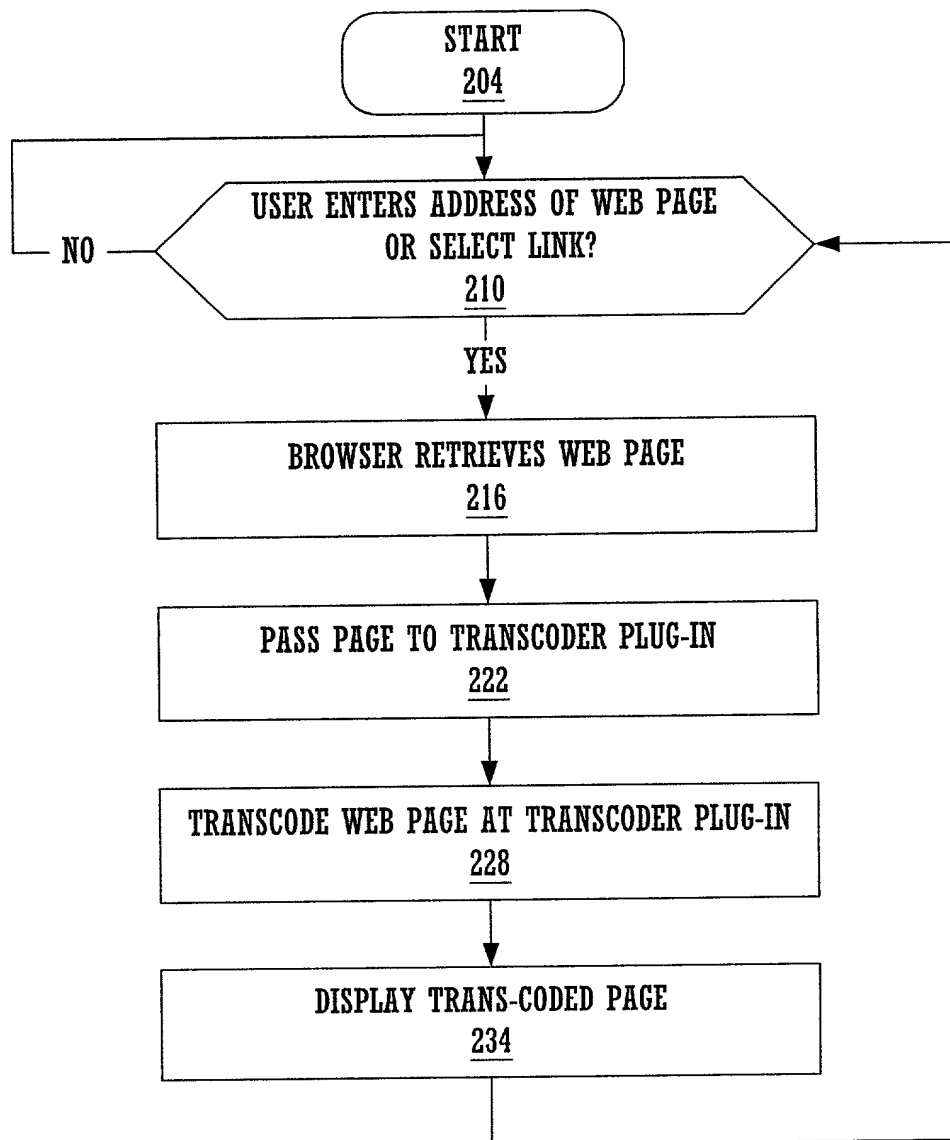 START
204
USER ENTERS ADDRESS OF WEB PAGE
OR SELECT LINK?
210
NO
YES
BROWSER RETRIEVES WEB PAGE
216
PASS PAGE TO TRANSCODER PLUG-IN
222
TRANSCODE WEB PAGE AT TRANSCODER PLUG-IN
228
DISPLAY TRANS-CODED PAGE
234